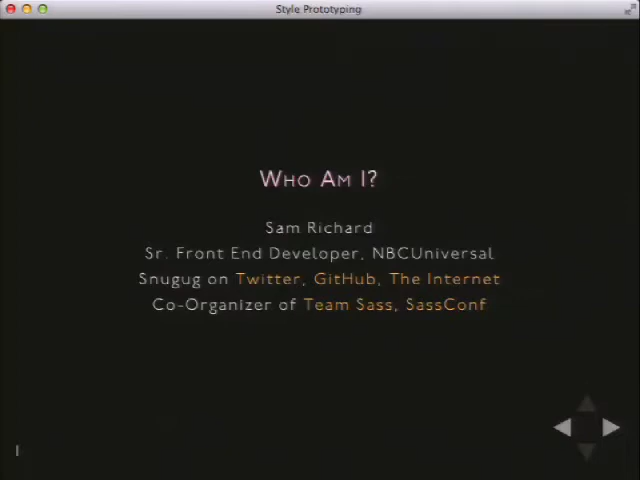 Style Prototyping
Who Am I?
Sam Richard
Sr. Front End Developer, NBCUniversal
Snugug on Twitter, GitHub, The Internet
Co-Organizer of Team Sass, SassConf